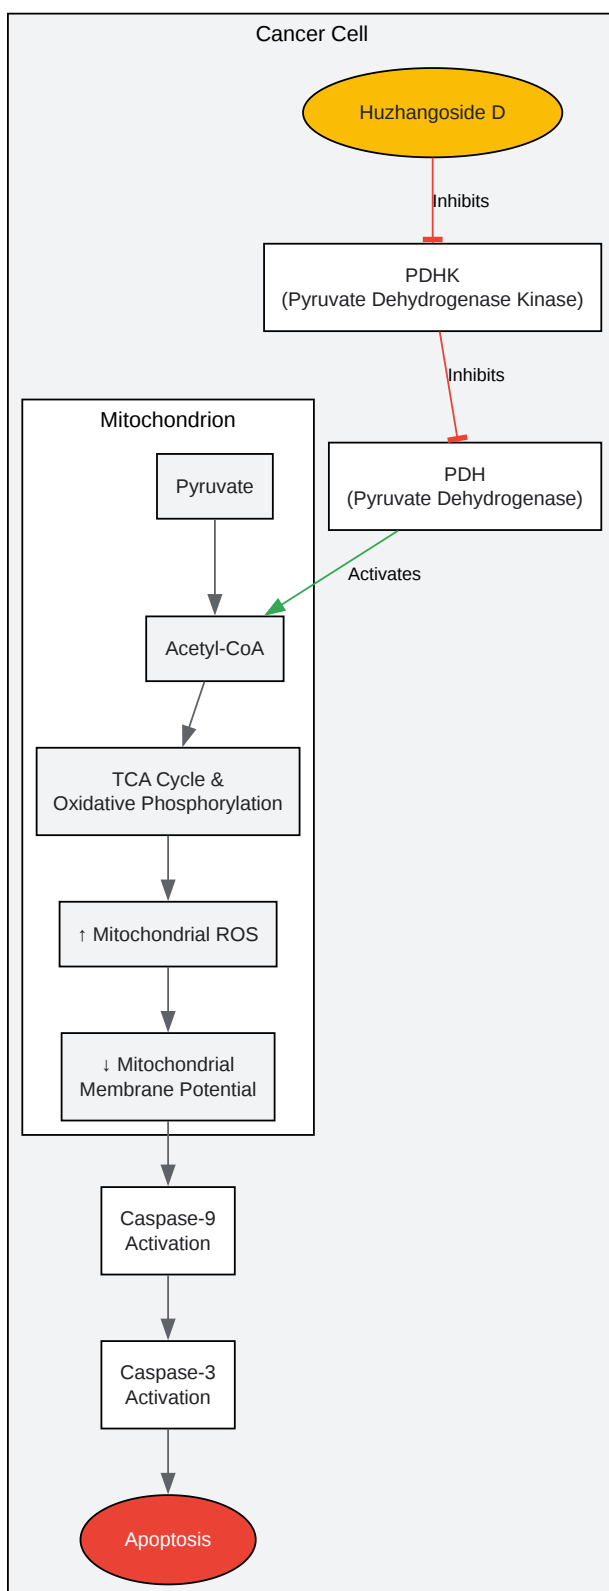 Cancer Cell
Huzhangoside D
Inhibits
PDHK
(Pyruvate Dehydrogenase Kinase)
Inhibits
Mitochondrion
Pyruvate
PDH
(Pyruvate Dehydrogenase)
Activates
Acetyl-CoA
TCA Cycle &
Oxidative Phosphorylation
↑ Mitochondrial ROS
↓ Mitochondrial
Membrane Potential
Caspase-9
Activation
Caspase-3
Activation
Apoptosis